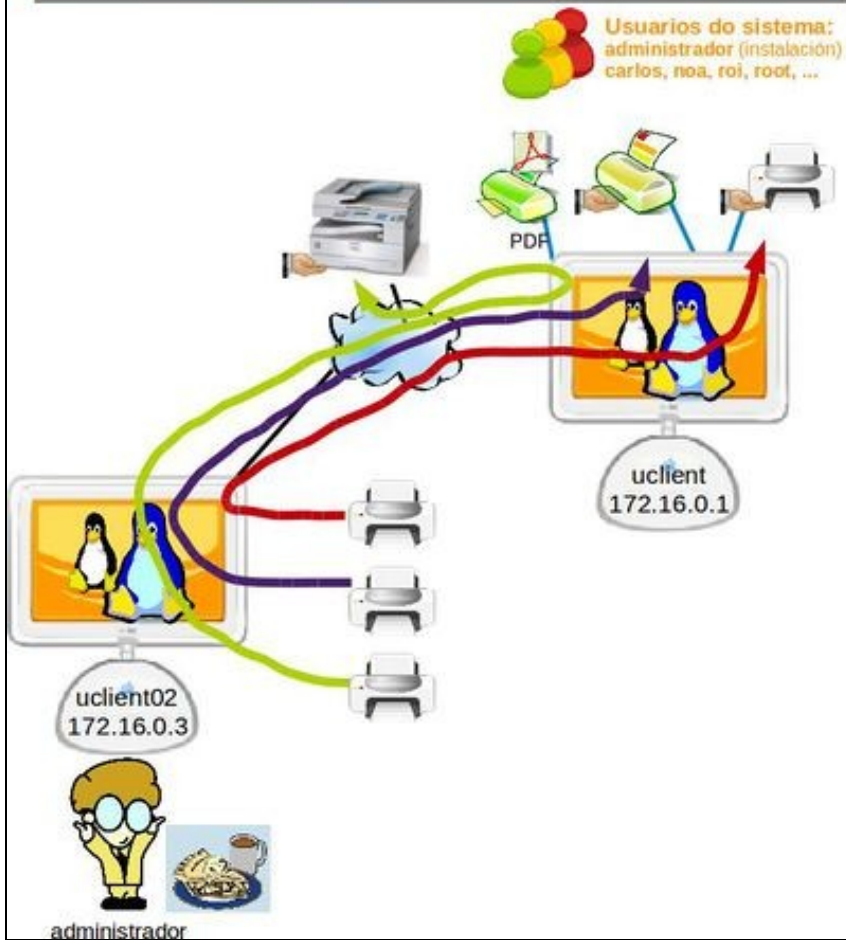 Usuarios do sistema:
administrador (instalación)
carlos, noa, roi, root, ...
PDF
uclient
172.16.0.1
uclient02
172.16.0.3
administrador